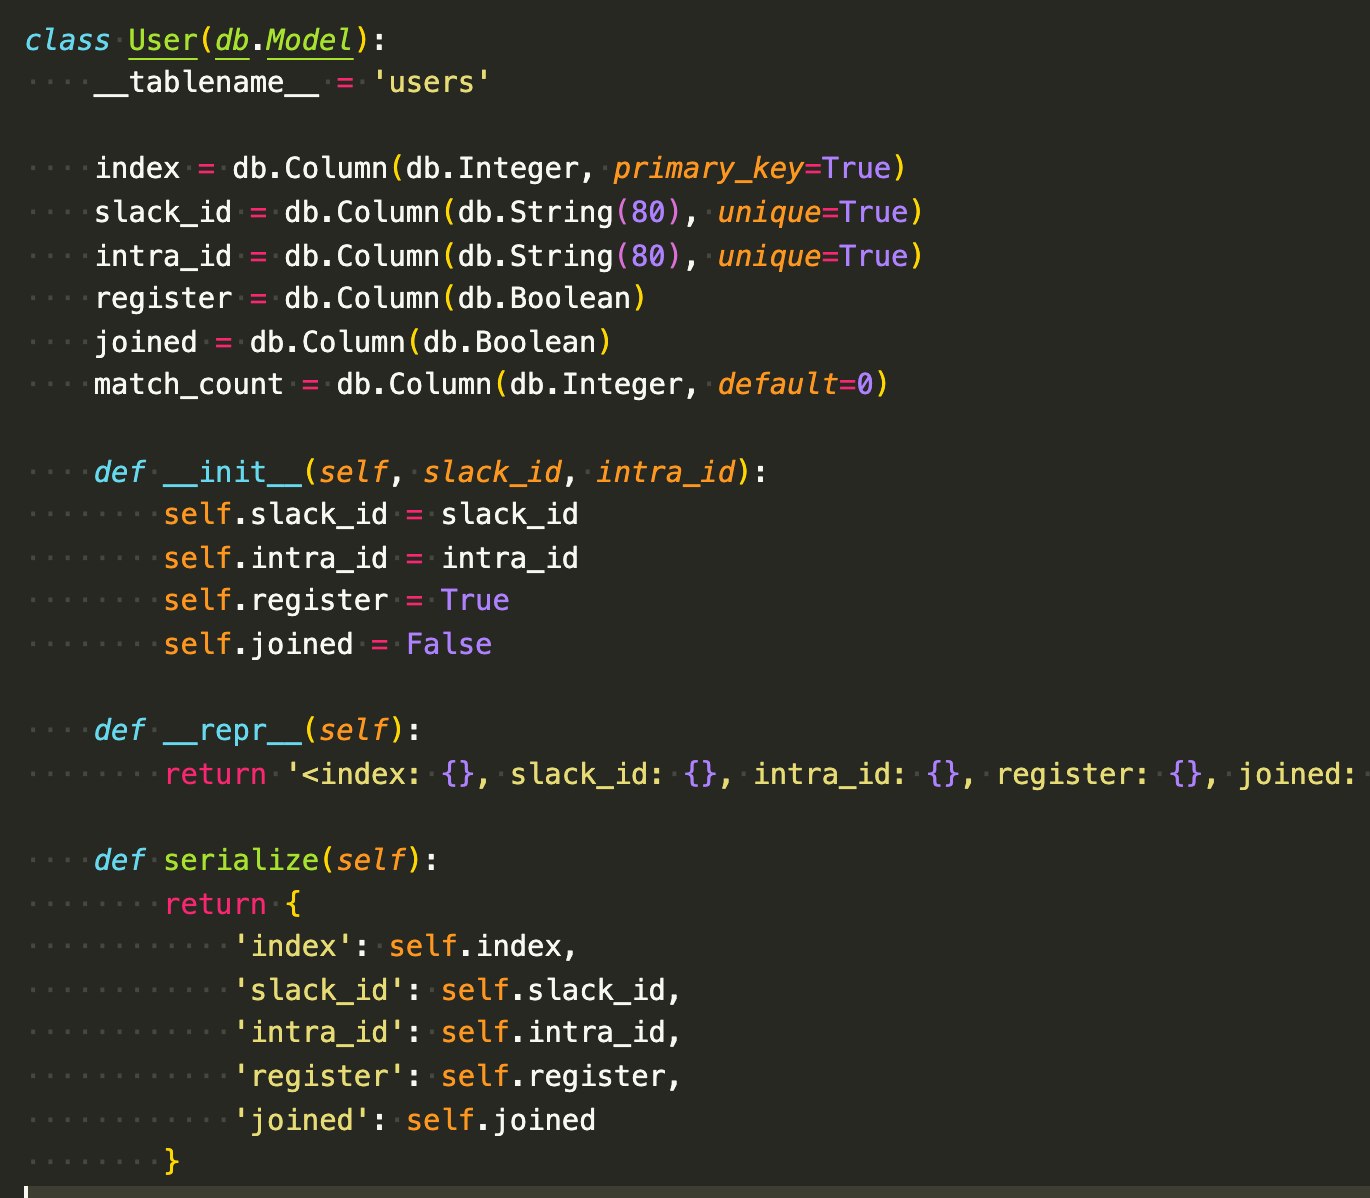 class User(db.Model):
    __tablename__ = 'users'

    index = db.Column(db.Integer, primary_key=True)
    slack_id = db.Column(db.String(80), unique=True)
    intra_id = db.Column(db.String(80), unique=True)
    register = db.Column(db.Boolean)
    joined = db.Column(db.Boolean)
    match_count = db.Column(db.Integer, default=0)

    def __init__(self, slack_id, intra_id):
        self.slack_id = slack_id
        self.intra_id = intra_id
        self.register = True
        self.joined = False

    def __repr__(self):
        return '<index: {}, slack_id: {}, intra_id: {}, register: {}, joined:

    def serialize(self):
        return {
            'index': self.index,
            'slack_id': self.slack_id,
            'intra_id': self.intra_id,
            'register': self.register,
            'joined': self.joined
        }